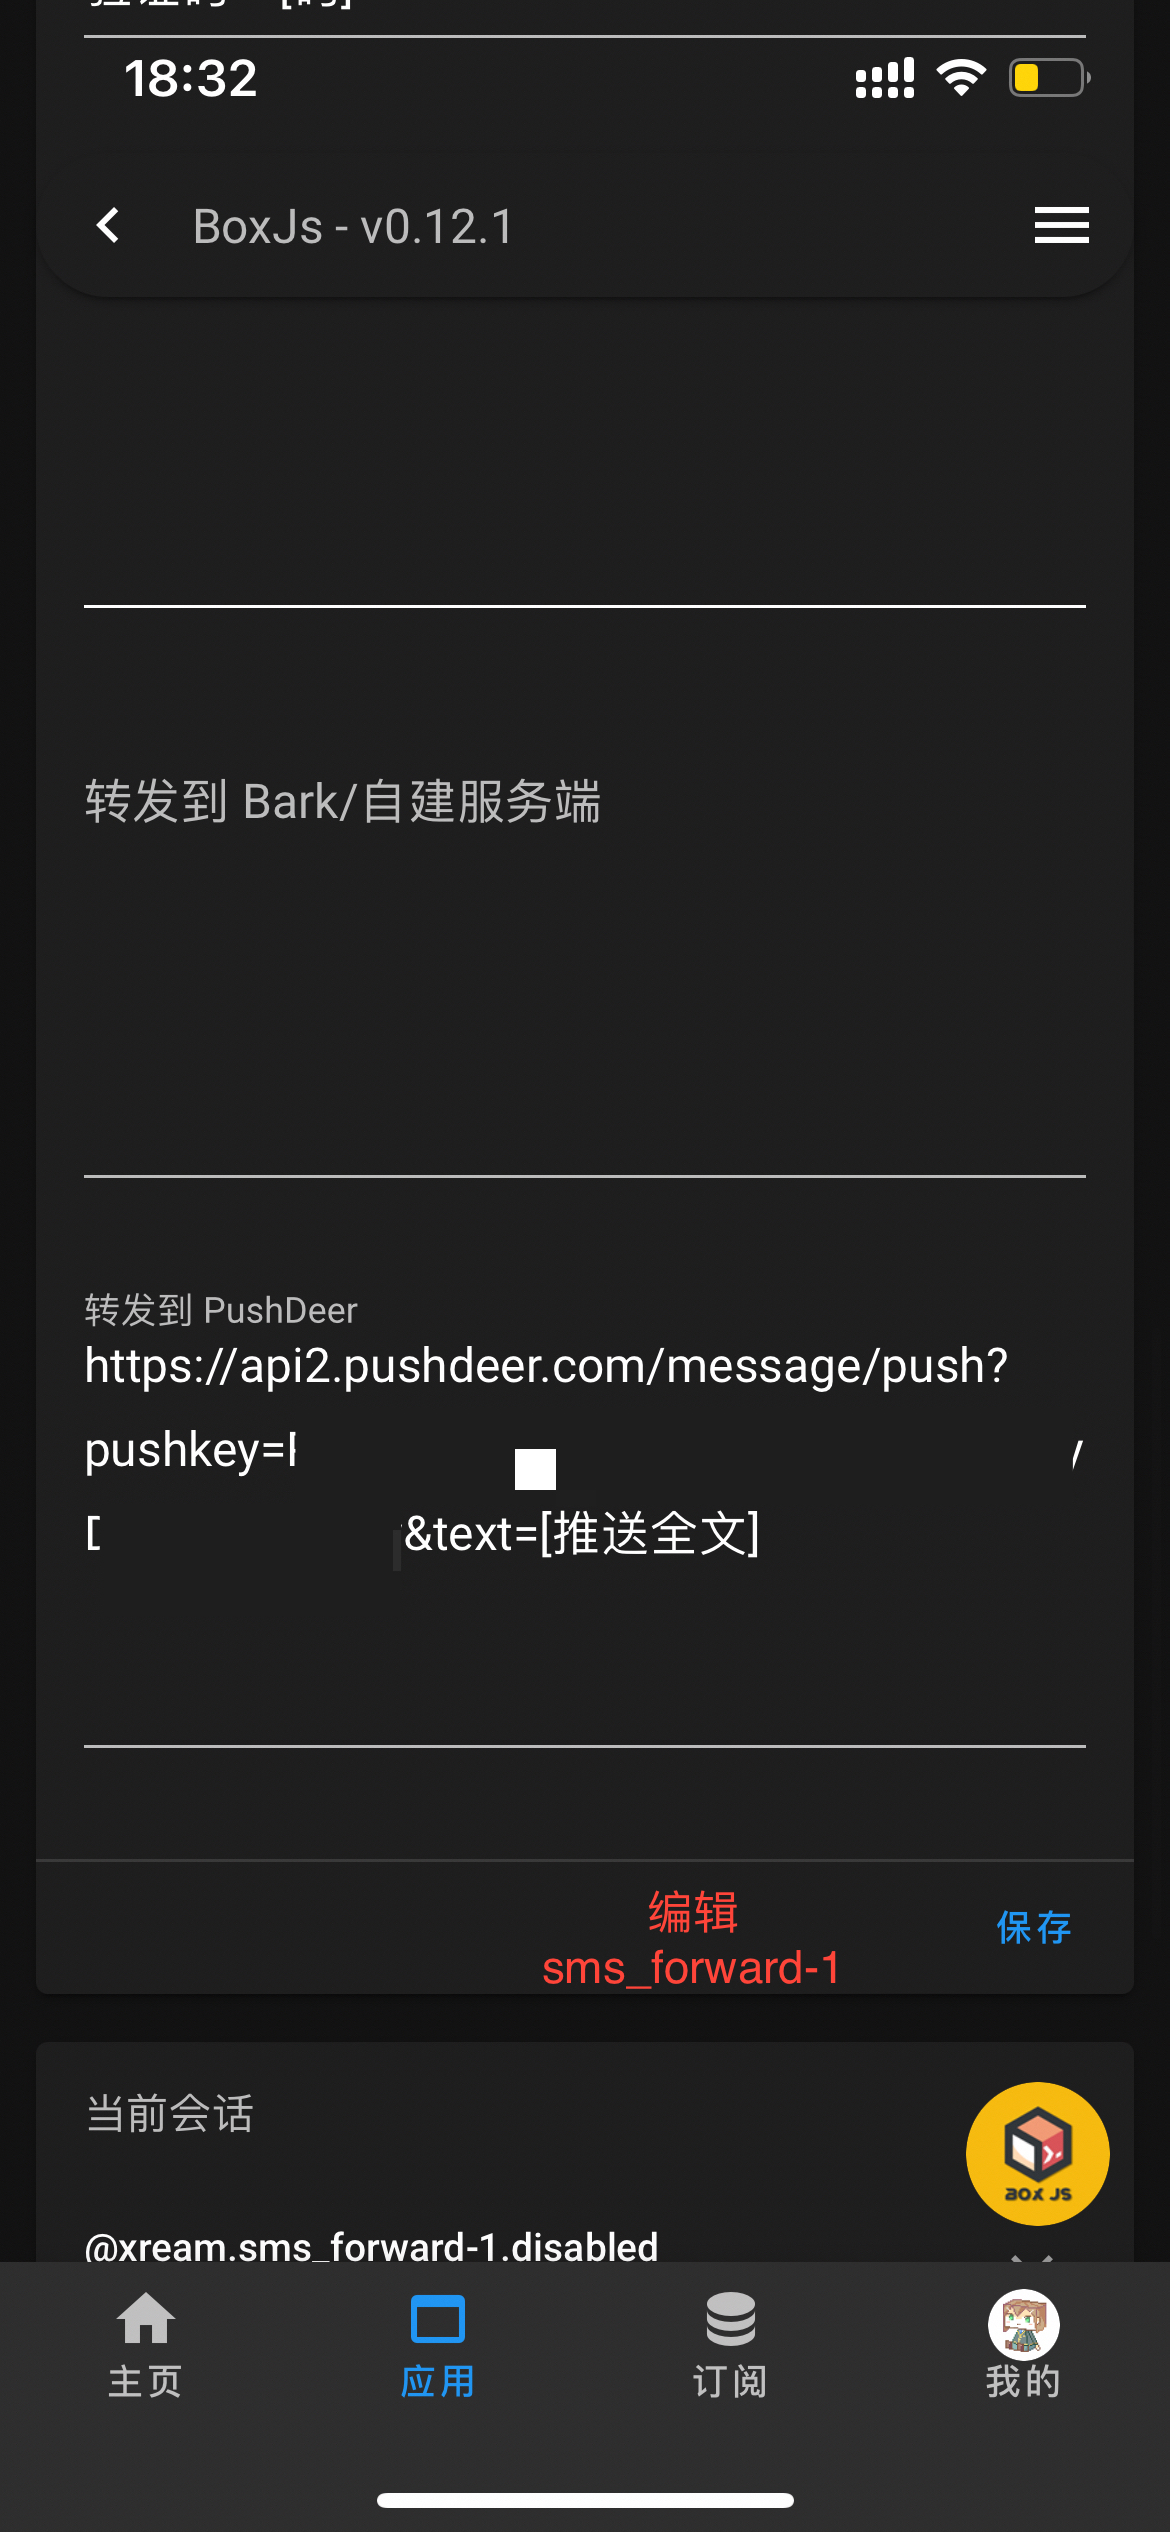 18:32
BoxJs - v0.12.1
转发到 Bark/自建服务端
转发到 PushDeer
https://api2.pushdeer.com/message/push?
pushkey=
&text=[推送全文]
编辑
sms_forward-1
保存
当前会话
BOX JS
@xream.sms_forward-1.disabled
主页
应用
订阅
我的